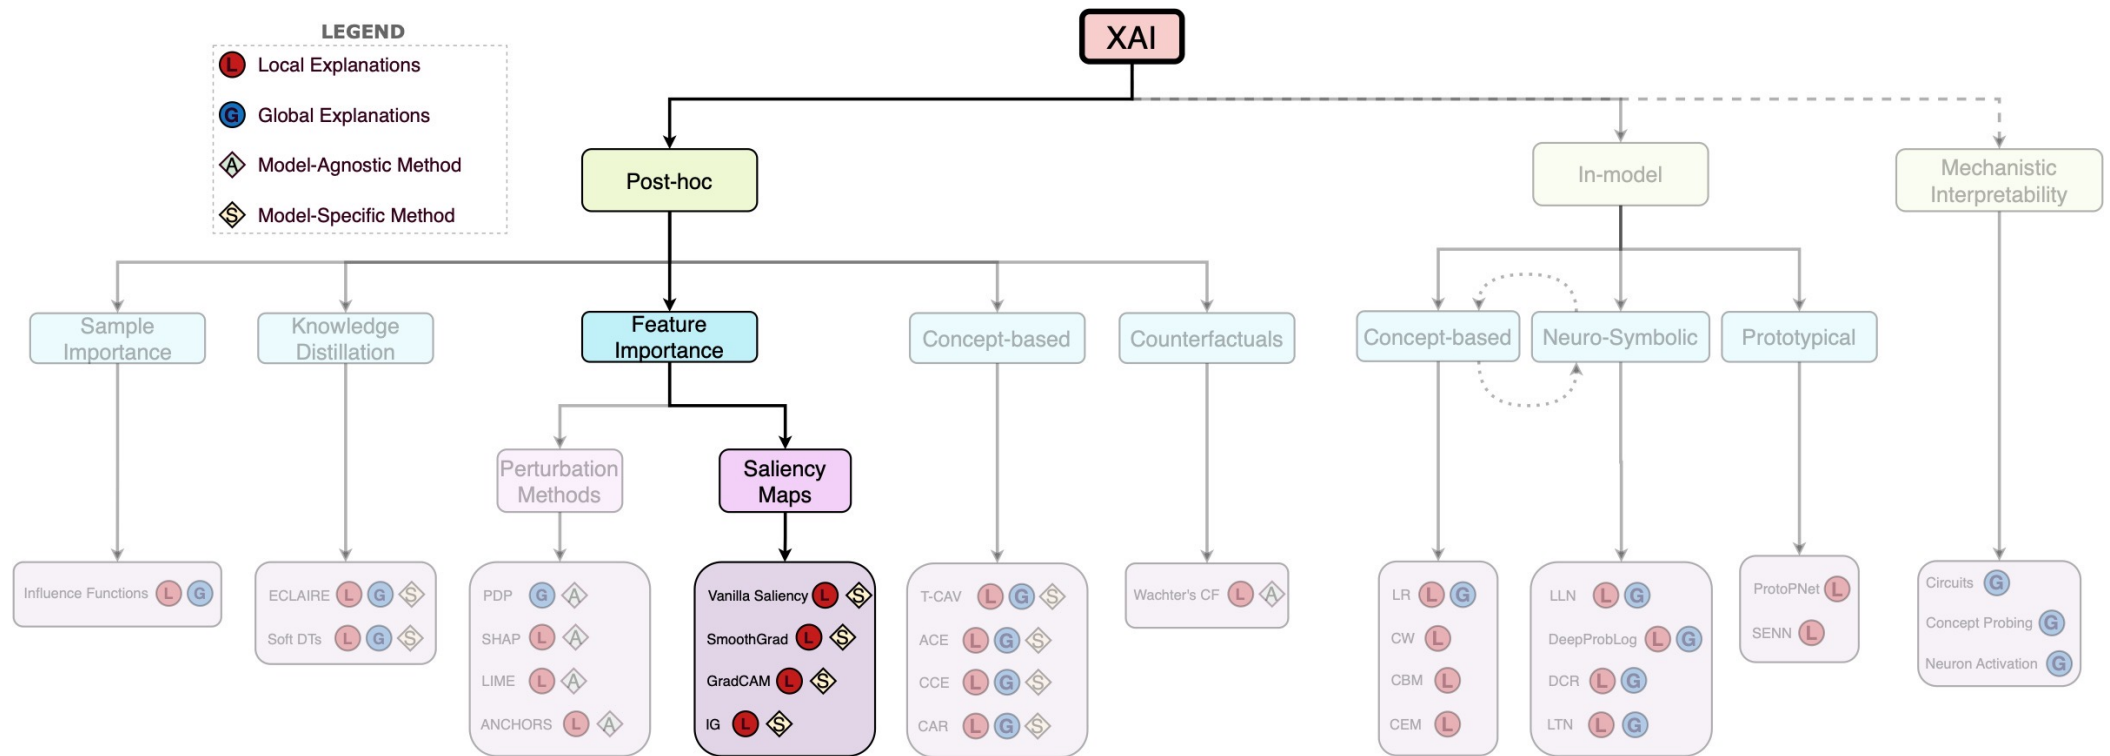 XAI
LEGEND
L Local Explanations
G Global Explanations
A Model-Agnostic Method
S Model-Specific Method
Post-hoc
In-model
Mechanistic
Interpretability
Sample
Importance
Knowledge
Distillation
Feature
Importance
Concept-based
Counterfactuals
Concept-based
Neuro-Symbolic
Prototypical
Perturbation
Methods
Saliency
Maps
Influence Functions L G
ECLAIRE L G S
Soft DTs L G S
PDP G A
SHAP L A
LIME L A
ANCHORS L A
Vanilla Saliency L S
SmoothGrad L S
GradCAM L S
IG L S
T-CAV L G S
ACE L G S
CCE L G S
CAR L G S
Wachter's CF L A
LR L G
CW L
CBM L
CEM L
LLN L G
DeepProbLog L G
DCR L G
LTN L G
ProtoPNet L
SENN L
Circuits G
Concept Probing G
Neuron Activation G